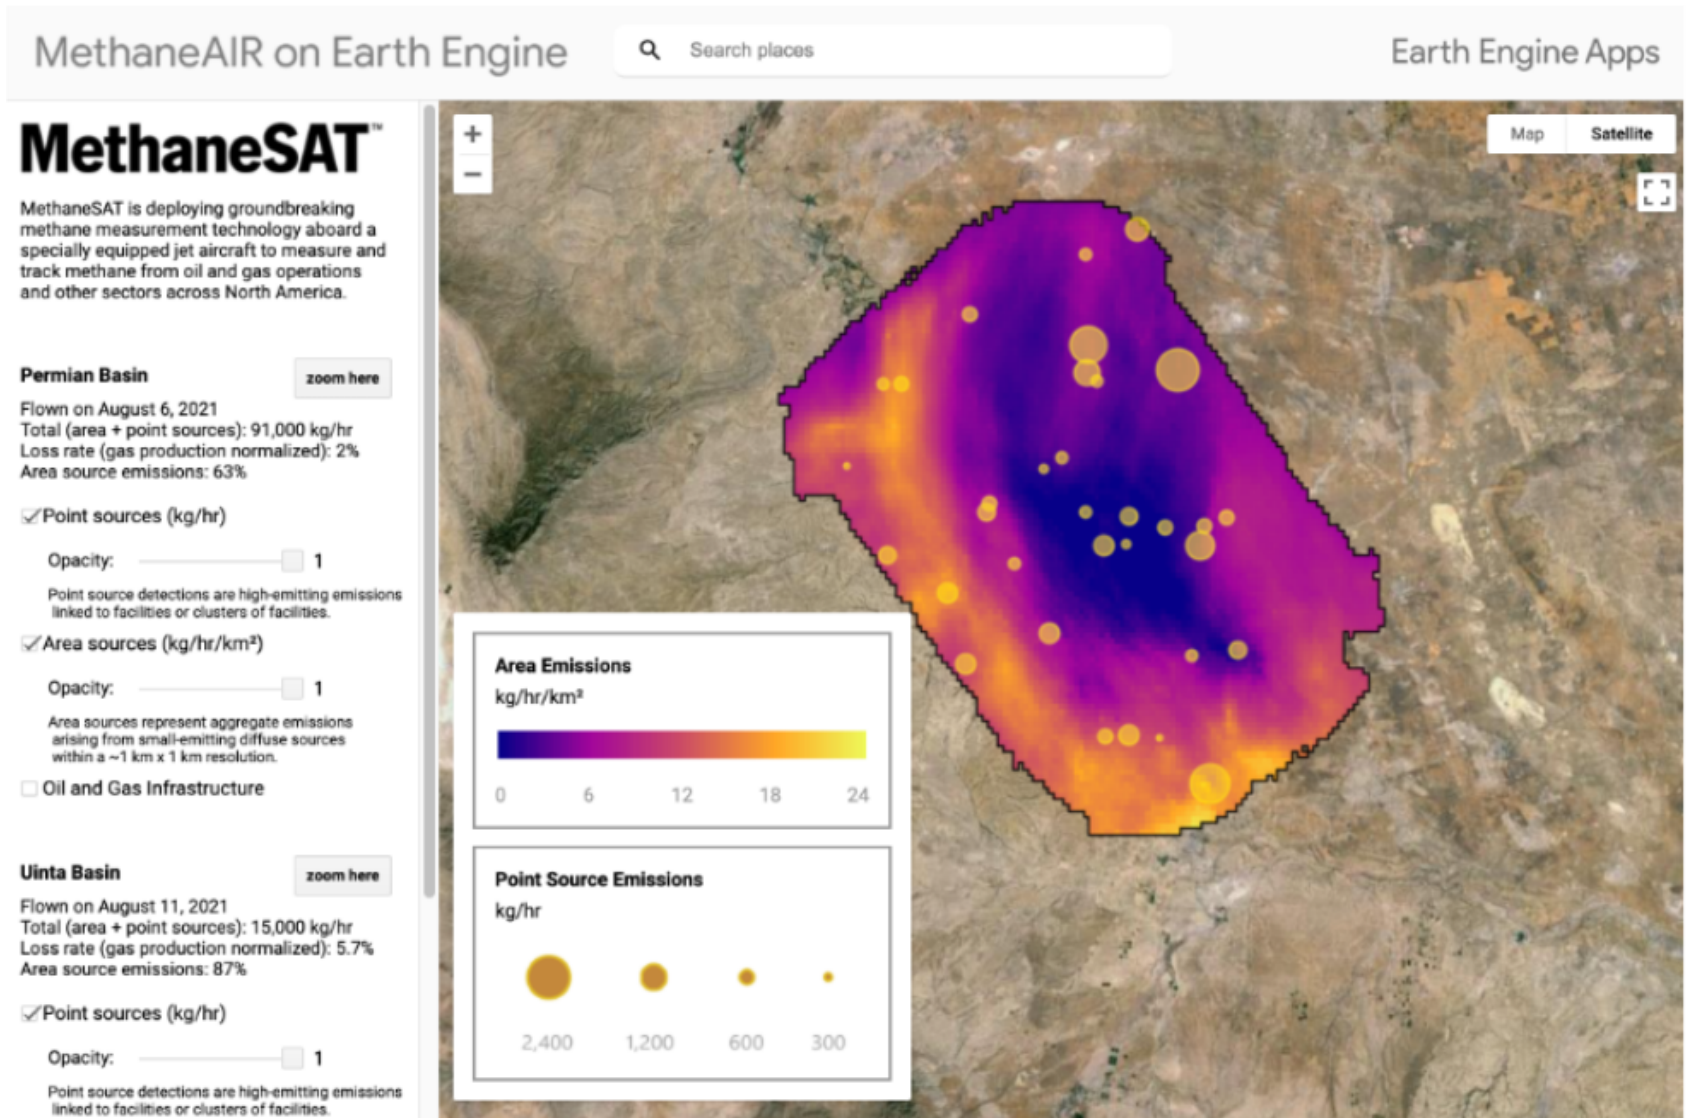 MethaneAIR on Earth Engine
Search places
Earth Engine Apps
MethaneSAT™
MethaneSAT is deploying groundbreaking
methane measurement technology aboard a
specially equipped jet aircraft to measure and
track methane from oil and gas operations
and other sectors across North America.
Permian Basin
zoom here
Flown on August 6, 2021
Total (area + point sources): 91,000 kg/hr
Loss rate (gas production normalized): 2%
Area source emissions: 63%
Point sources (kg/hr)
Opacity: 1
Point source detections are high-emitting emissions
linked to facilities or clusters of facilities.
Area sources (kg/hr/km²)
Opacity: 1
Area sources represent aggregate emissions
arising from small-emitting diffuse sources
within a ~1 km x 1 km resolution.
Oil and Gas Infrastructure
Uinta Basin
zoom here
Flown on August 11, 2021
Total (area + point sources): 15,000 kg/hr
Loss rate (gas production normalized): 5.7%
Area source emissions: 87%
Point sources (kg/hr)
Opacity: 1
Point source detections are high-emitting emissions
linked to facilities or clusters of facilities.
+
−
Map
Satellite
Area Emissions
kg/hr/km²
0 6 12 18 24
Point Source Emissions
kg/hr
2,400 1,200 600 300